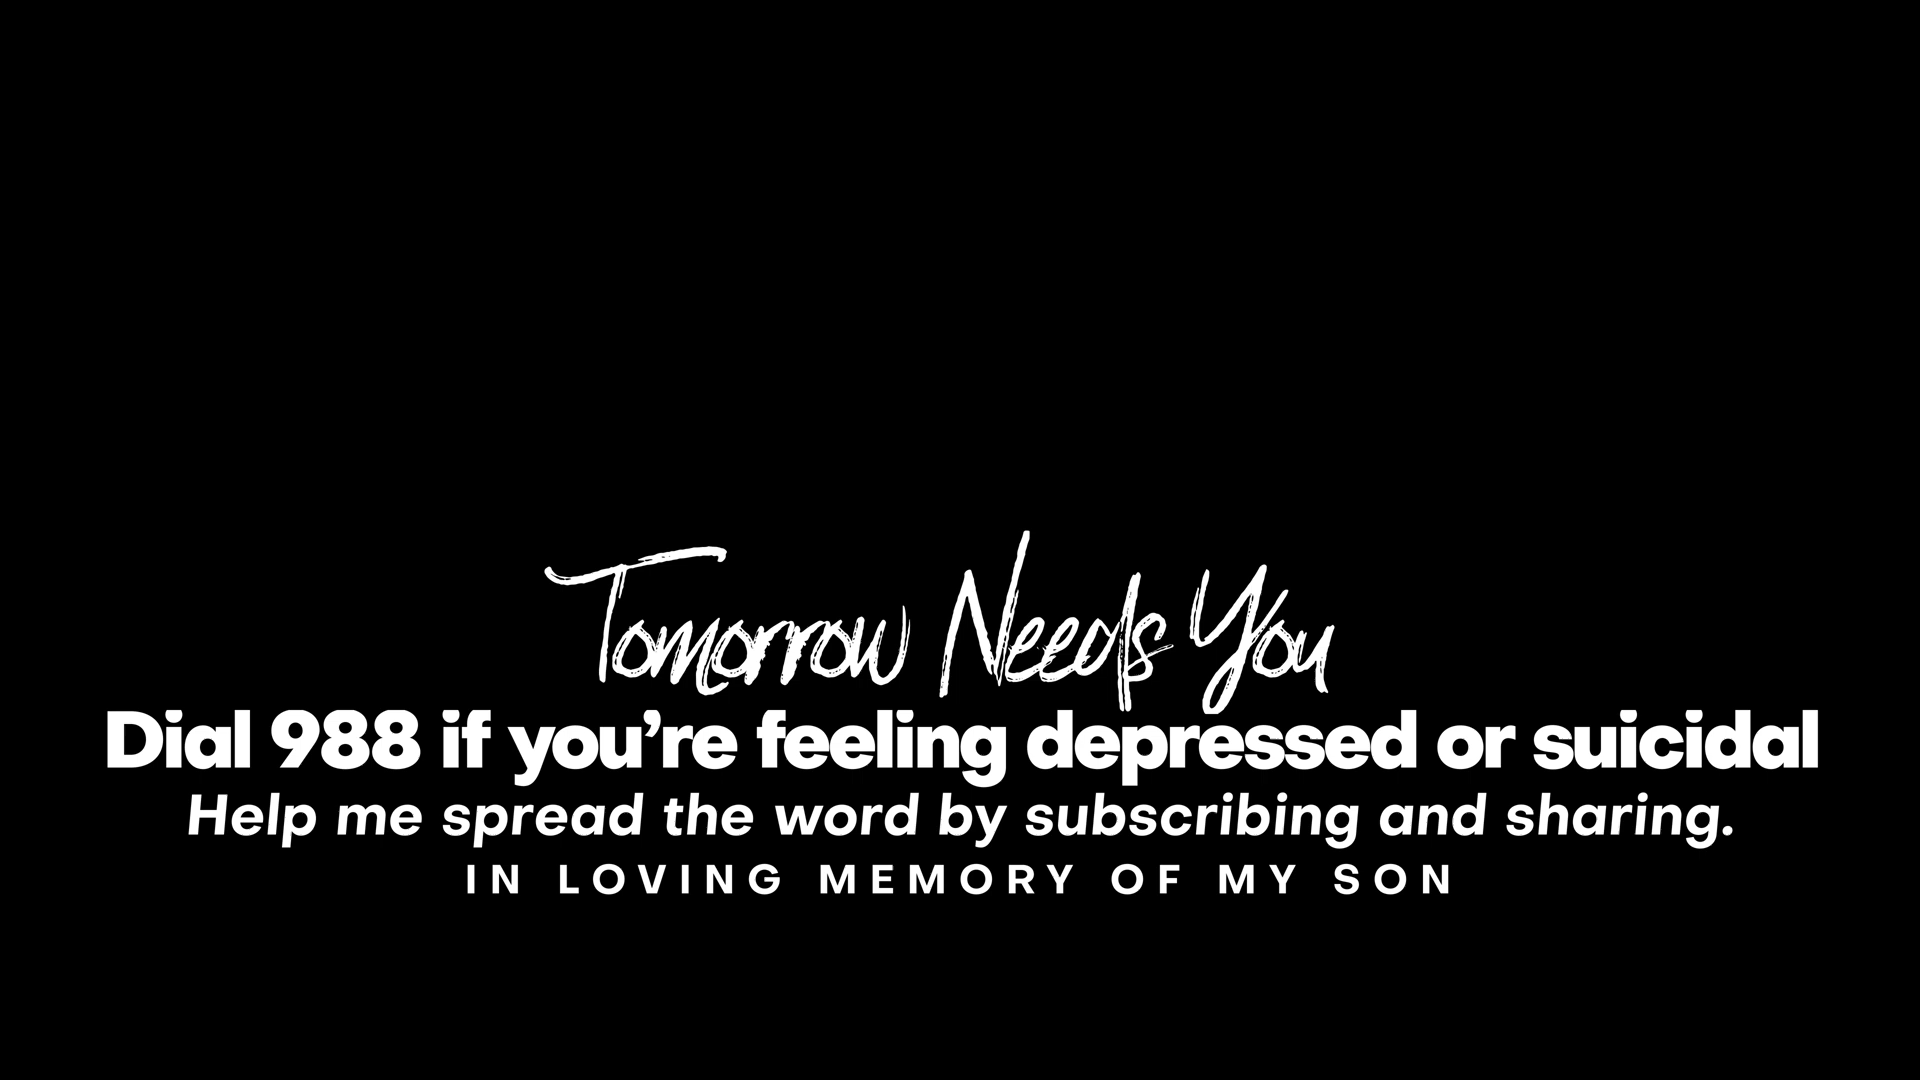 Tomorrow Needs You
Dial 988 if you’re feeling depressed or suicidal
Help me spread the word by subscribing and sharing.
IN LOVING MEMORY OF MY SON